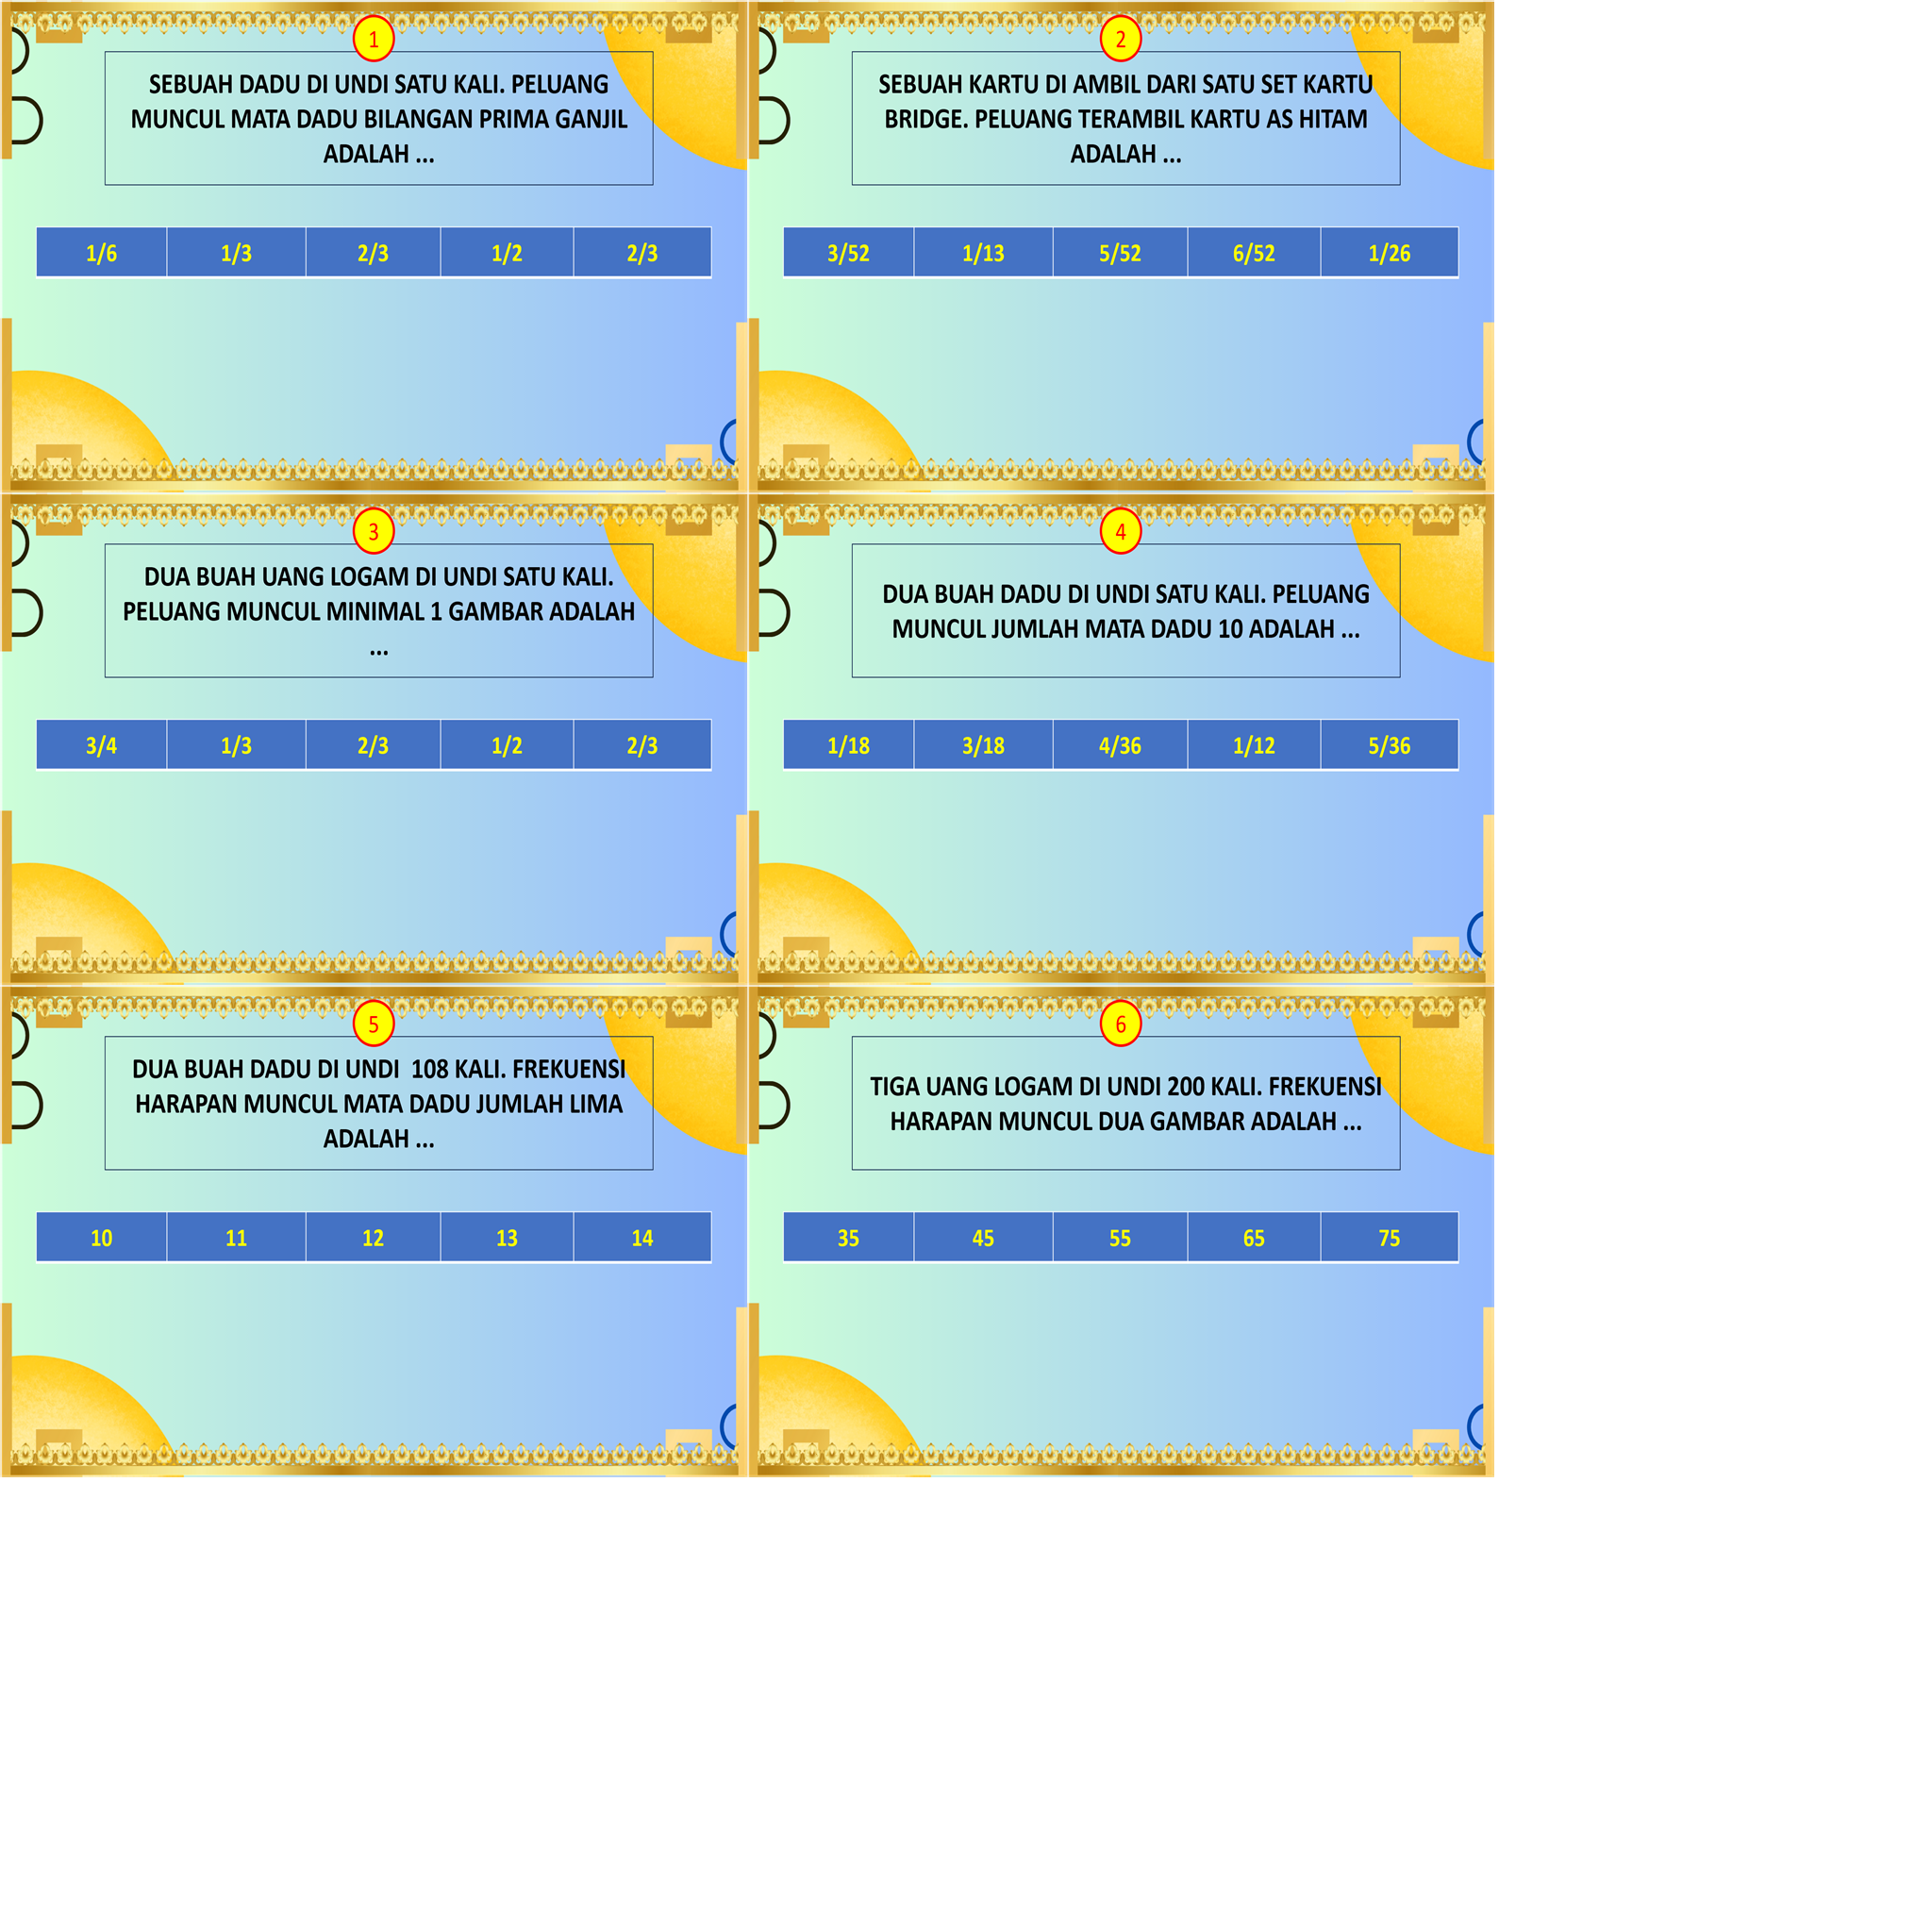 1
SEBUAH DADU DI UNDI SATU KALI. PELUANG
MUNCUL MATA DADU BILANGAN PRIMA GANJIL
ADALAH ...
1/6 1/3 2/3 1/2 2/3
2
SEBUAH KARTU DI AMBIL DARI SATU SET KARTU
BRIDGE. PELUANG TERAMBIL KARTU AS HITAM
ADALAH ...
3/52 1/13 5/52 6/52 1/26
3
DUA BUAH UANG LOGAM DI UNDI SATU KALI.
PELUANG MUNCUL MINIMAL 1 GAMBAR ADALAH
...
3/4 1/3 2/3 1/2 2/3
4
DUA BUAH DADU DI UNDI SATU KALI. PELUANG
MUNCUL JUMLAH MATA DADU 10 ADALAH ...
1/18 3/18 4/36 1/12 5/36
5
DUA BUAH DADU DI UNDI  108 KALI. FREKUENSI
HARAPAN MUNCUL MATA DADU JUMLAH LIMA
ADALAH ...
10 11 12 13 14
6
TIGA UANG LOGAM DI UNDI 200 KALI. FREKUENSI
HARAPAN MUNCUL DUA GAMBAR ADALAH ...
35 45 55 65 75